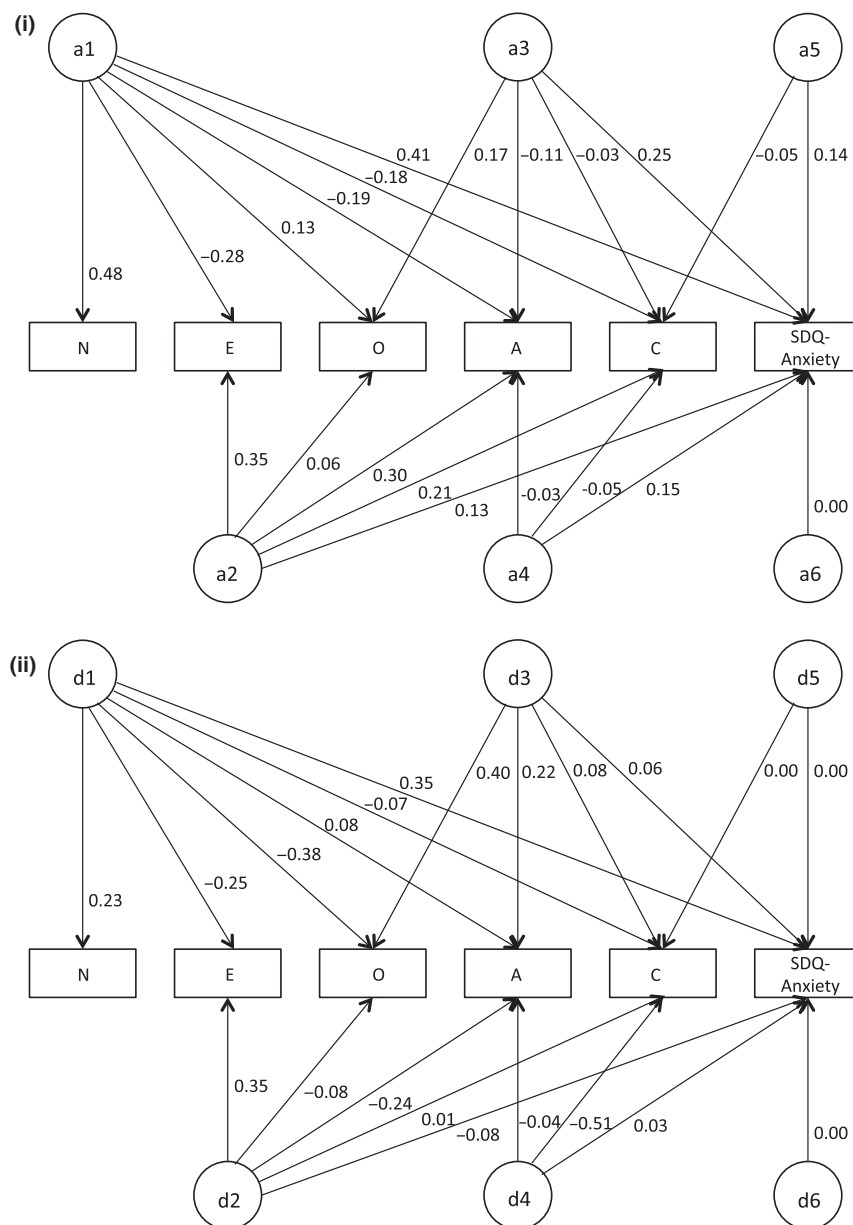 (i)
a1 a3 a5
0.41 0.17 −0.11 −0.03 0.25 −0.05 0.14
−0.18
−0.19
0.13
−0.28
0.48
N E O A C SDQ-
Anxiety
0.35 0.06 0.30 0.21 0.13 -0.03 -0.05 0.15 0.00
a2 a4 a6
(ii)
d1 d3 d5
0.35 0.40 0.22 0.08 0.06 0.00 0.00
−0.07
0.08
−0.38
−0.25
0.23
N E O A C SDQ-
Anxiety
0.35 −0.08 −0.24 0.01 −0.08 −0.04 −0.51 0.03 0.00
d2 d4 d6